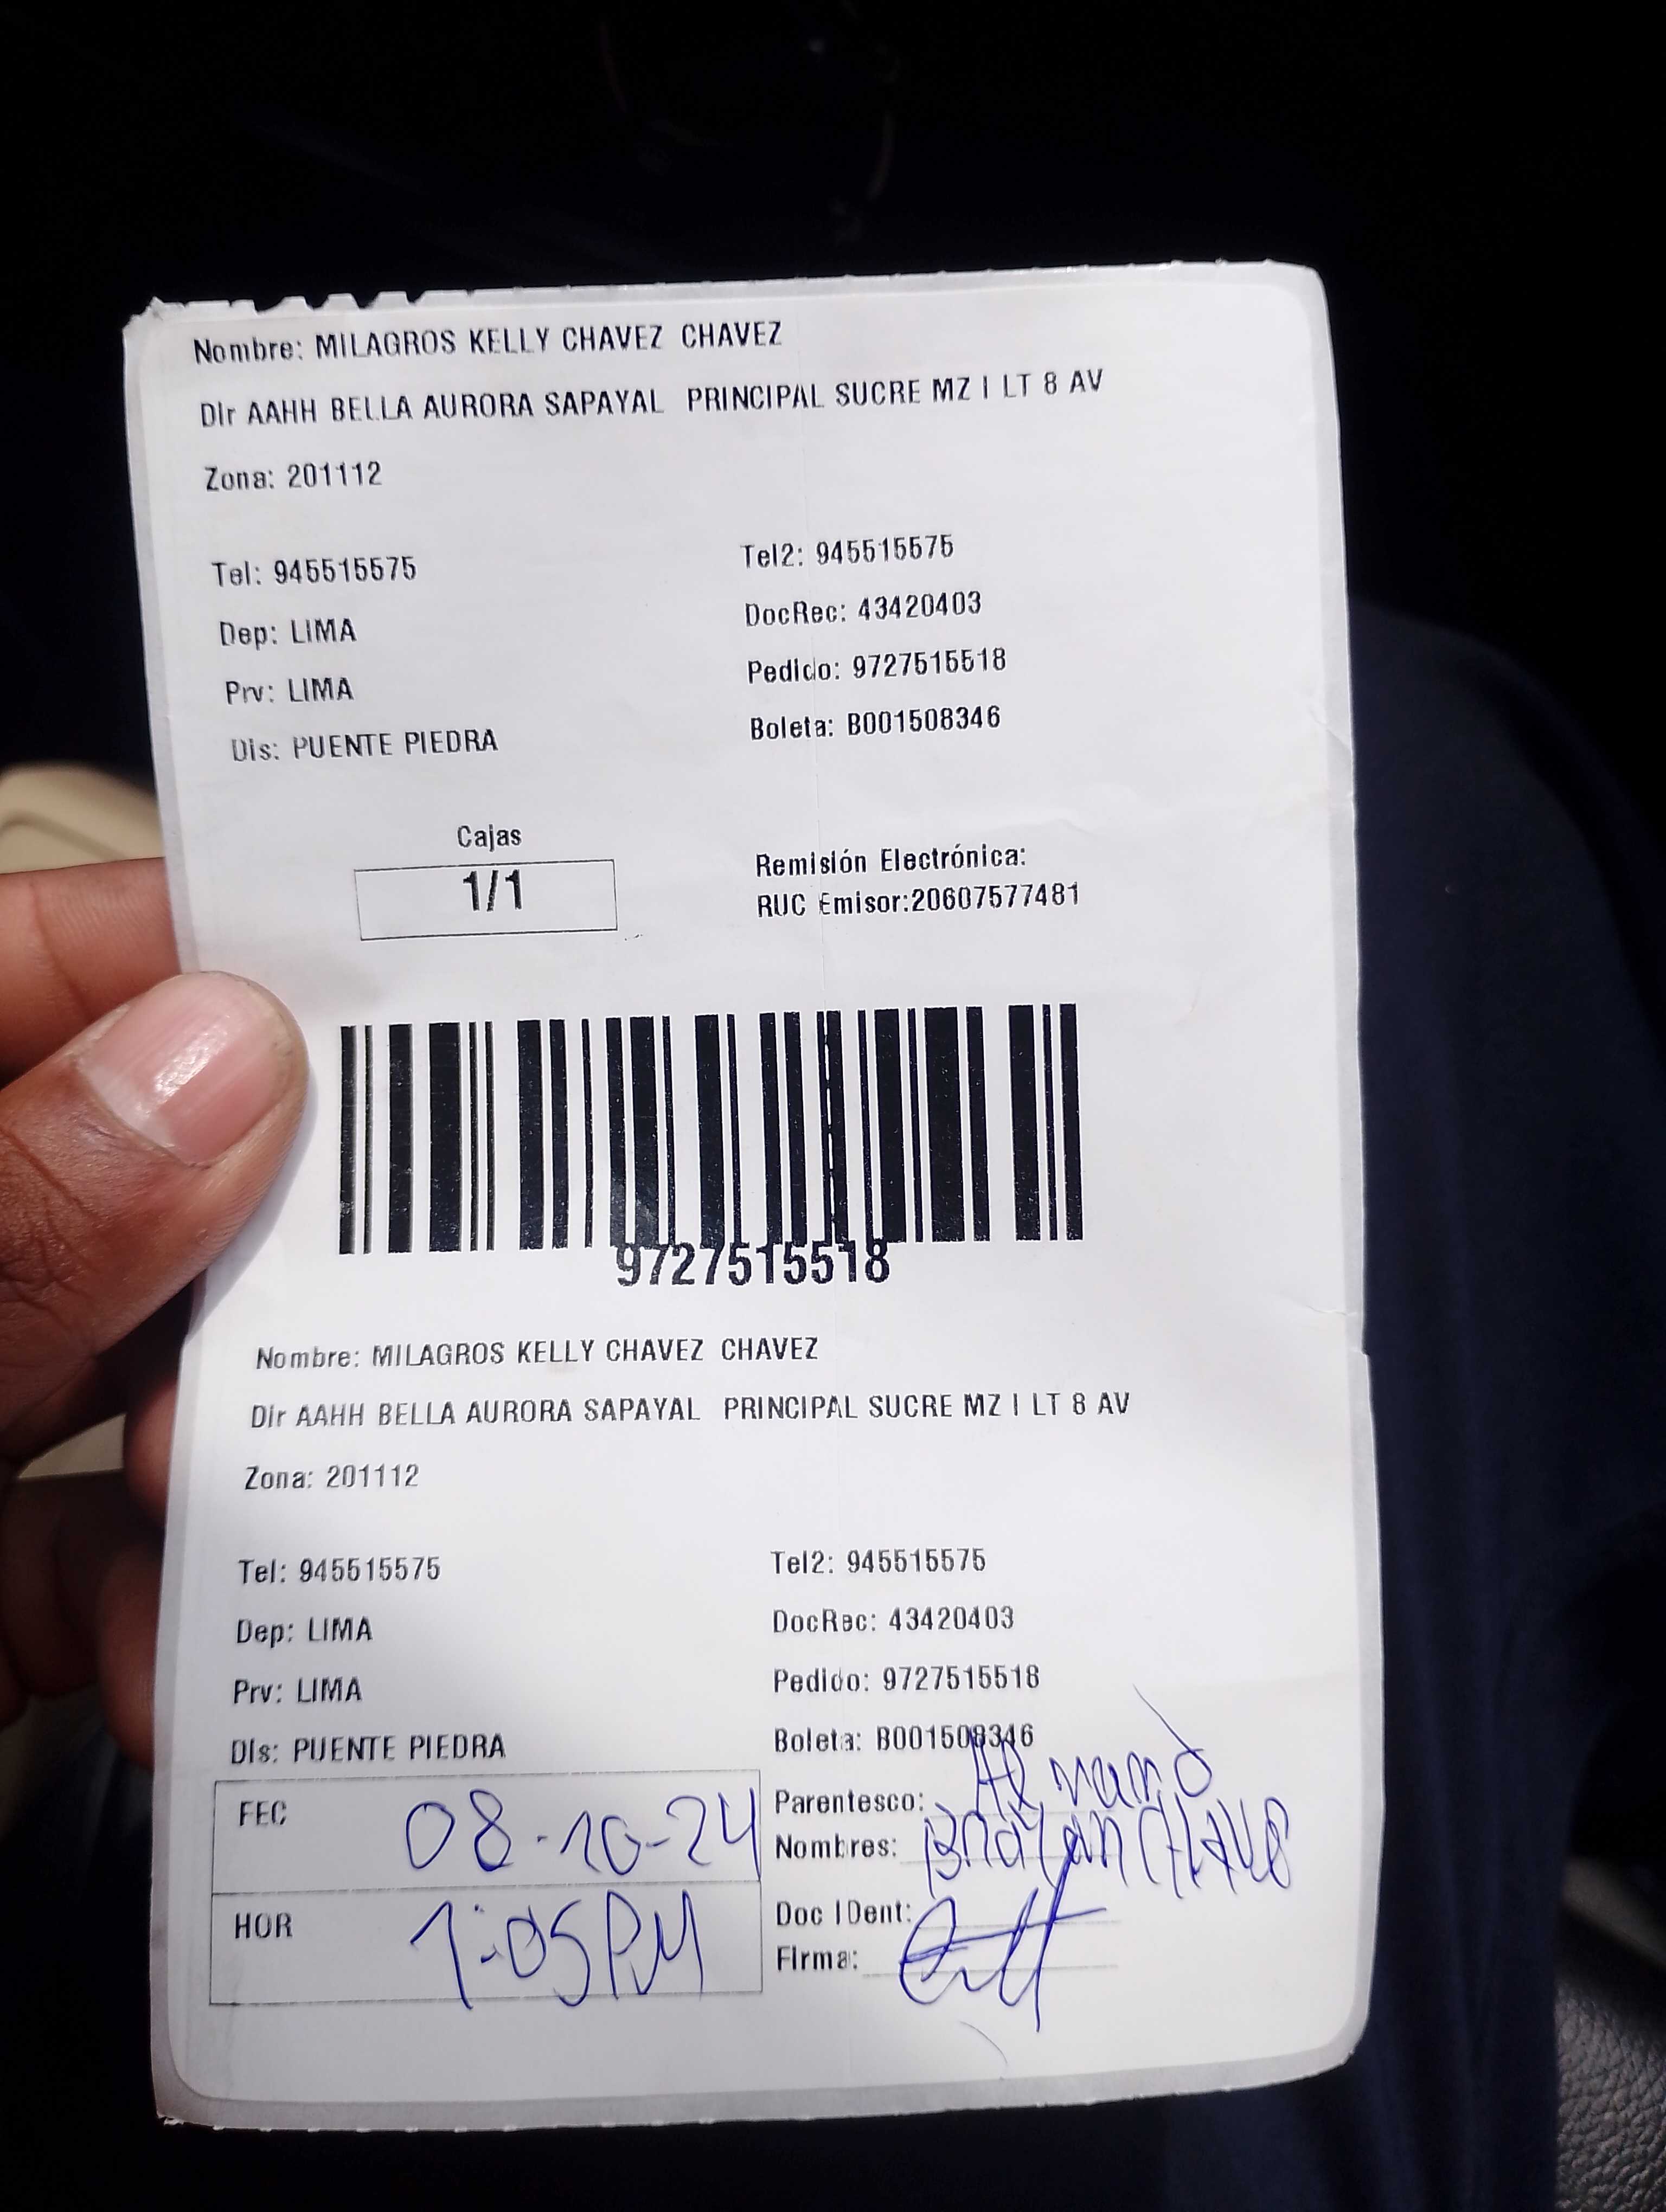 Nombre: MILAGROS KELLY CHAVEZ CHAVEZ
Dir AAHH BELLA AURORA SAPAYAL PRINCIPAL SUCRE MZ I LT 8 AV
Zona: 201112
Tel: 945515575 Tel2: 945515575
Dep: LIMA DocRec: 43420403
Prv: LIMA Pedido: 9727515518
Dis: PUENTE PIEDRA Boleta: B001508346
Cajas
1/1
Remisión Electrónica:
RUC Emisor:20607577481
9727515518
Nombre: MILAGROS KELLY CHAVEZ CHAVEZ
Dir AAHH BELLA AURORA SAPAYAL PRINCIPAL SUCRE MZ I LT 8 AV
Zona: 201112
Tel: 945515575 Tel2: 945515575
Dep: LIMA DocRec: 43420403
Prv: LIMA Pedido: 9727515518
Dis: PUENTE PIEDRA Boleta: B001508346
FEC 08-10-24 Parentesco:
Nombres:
HOR 1:05PM Doc IDent:
Firma: